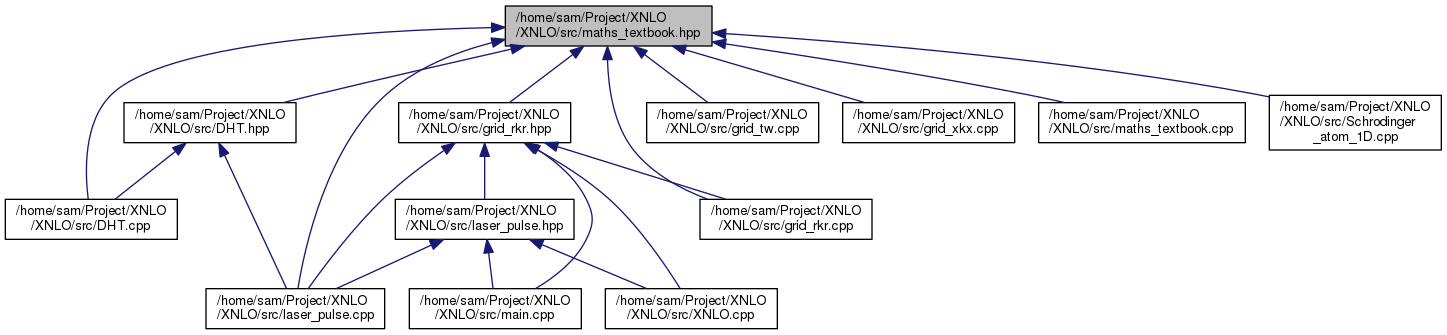 /home/sam/Project/XNLO
/XNLO/src/maths_textbook.hpp
/home/sam/Project/XNLO
/XNLO/src/DHT.hpp
/home/sam/Project/XNLO
/XNLO/src/grid_rkr.hpp
/home/sam/Project/XNLO
/XNLO/src/grid_tw.cpp
/home/sam/Project/XNLO
/XNLO/src/grid_xkx.cpp
/home/sam/Project/XNLO
/XNLO/src/maths_textbook.cpp
/home/sam/Project/XNLO
/XNLO/src/Schrodinger
_atom_1D.cpp
/home/sam/Project/XNLO
/XNLO/src/DHT.cpp
/home/sam/Project/XNLO
/XNLO/src/laser_pulse.hpp
/home/sam/Project/XNLO
/XNLO/src/grid_rkr.cpp
/home/sam/Project/XNLO
/XNLO/src/laser_pulse.cpp
/home/sam/Project/XNLO
/XNLO/src/main.cpp
/home/sam/Project/XNLO
/XNLO/src/XNLO.cpp